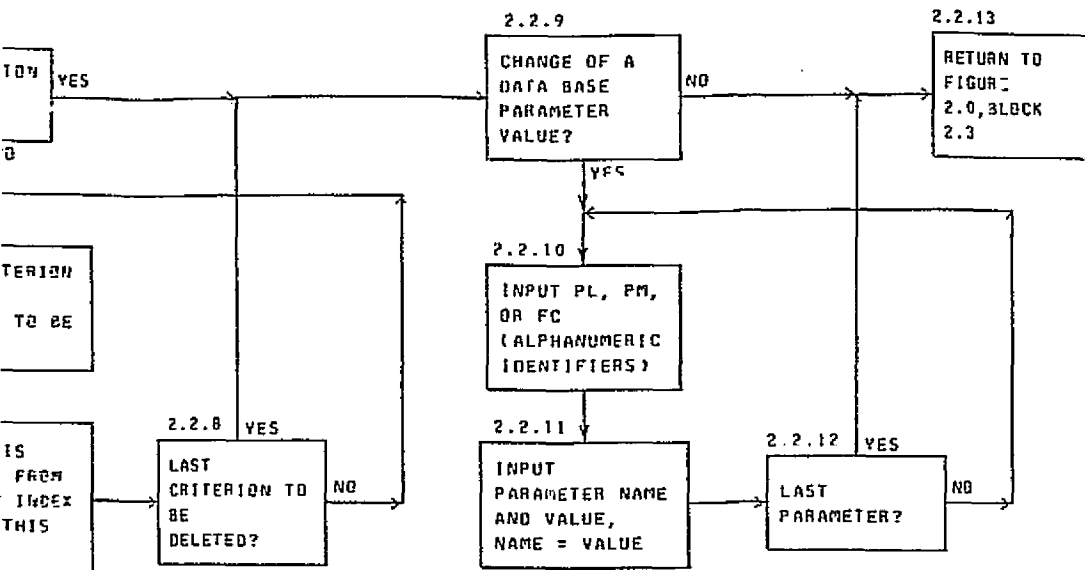 2.2.9
CHANGE OF A
DATA BASE
PARAMETER
VALUE?
NO
YES
2.2.13
RETURN TO
FIGURE
2.0,BLOCK
2.3
TION
YES
TERION
TO BE
2.2.10
INPUT PL, PM,
OR FC
(ALPHANUMERIC
IDENTIFIERS)
IS
FROM
INDEX
THIS
2.2.8
YES
LAST
CRITERION TO
BE
DELETED?
NO
2.2.11
INPUT
PARAMETER NAME
AND VALUE,
NAME = VALUE
2.2.12
YES
LAST
PARAMETER?
NO